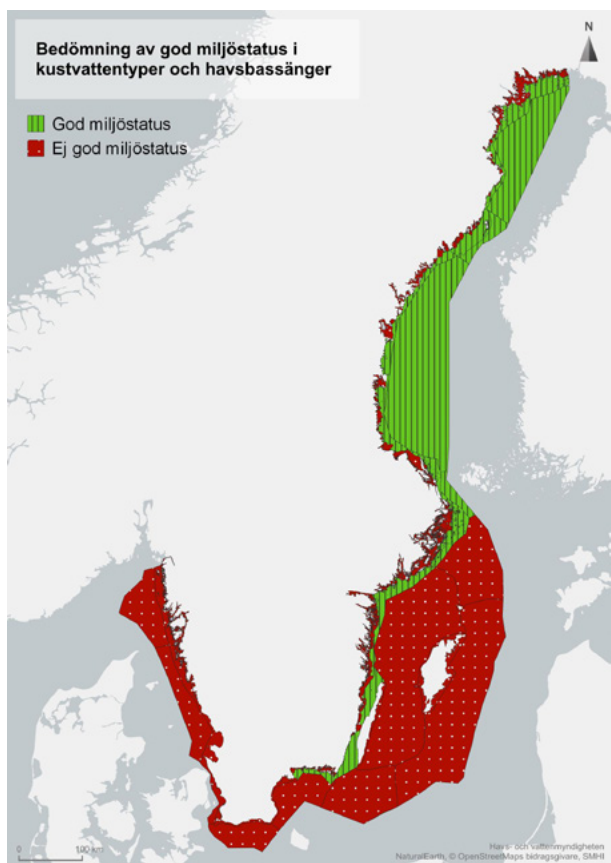 Bedömning av god miljöstatus i
kustvattentyper och havsbassänger
N
God miljöstatus
Ej god miljöstatus
0 100 km
Havs- och vattenmyndigheten
NaturalEarth, © OpenStreetMaps bidragsgivare, SMHI